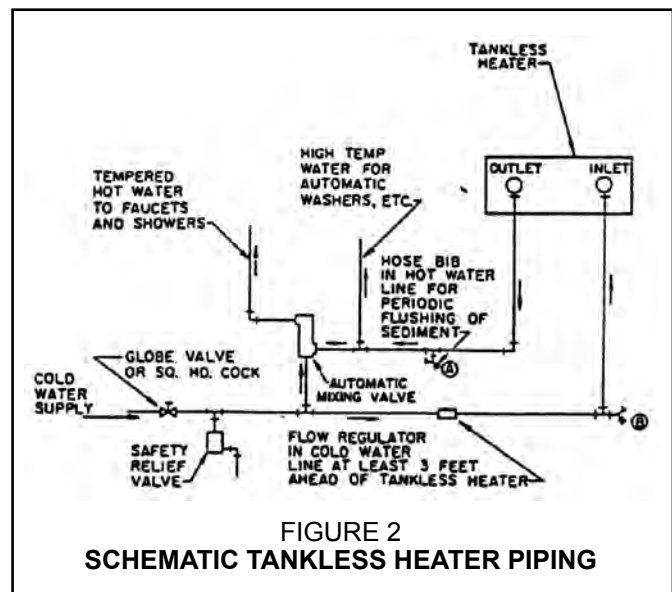 TANKLESS
HEATER
OUTLET
INLET
HIGH TEMP
WATER FOR
AUTOMATIC
WASHERS, ETC.
TEMPERED
HOT WATER
TO FAUCETS
AND SHOWERS
HOSE BIB
IN HOT WATER
LINE FOR
PERIODIC
FLUSHING OF
SEDIMENT
A
GLOBE VALVE
OR SQ. HD. COCK
AUTOMATIC
MIXING VALVE
COLD
WATER
SUPPLY
B
SAFETY
RELIEF
VALVE
FLOW REGULATOR
IN COLD WATER
LINE AT LEAST 3 FEET
AHEAD OF TANKLESS HEATER
FIGURE 2
SCHEMATIC TANKLESS HEATER PIPING